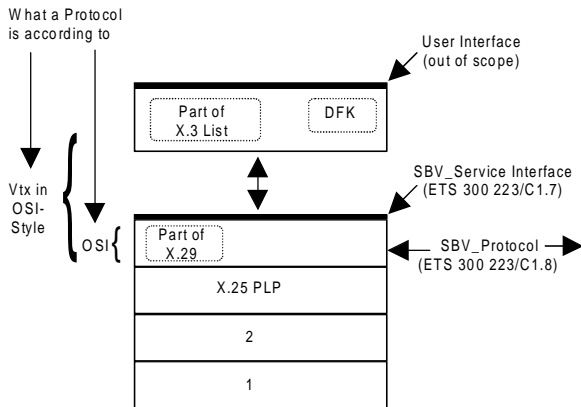 What a Protocol
is according to
User Interface
(out of scope)
Part of
X.3 List
DFK
SBV_Service Interface
(ETS 300 223/C1.7)
Vtx in
OSI-
Style
OSI
Part of
X.29
SBV_Protocol
(ETS 300 223/C1.8)
X.25 PLP
2
1